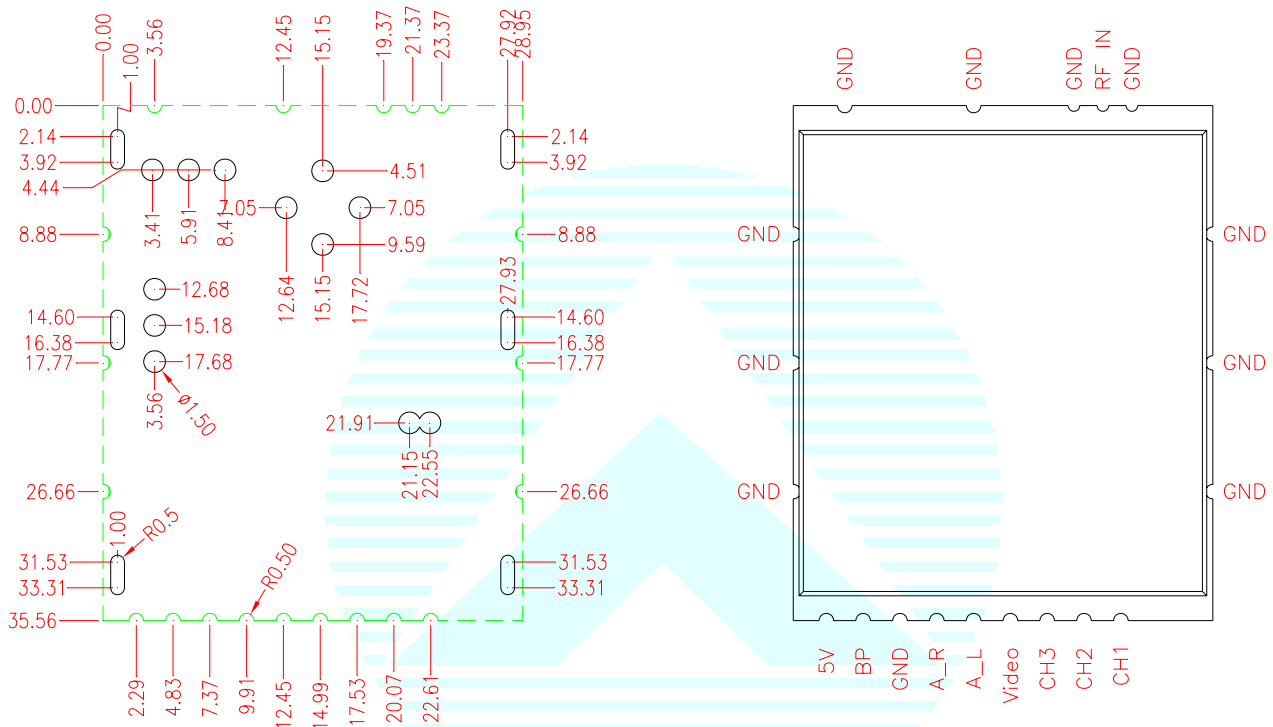 0.00
1.00
3.56
12.45
15.15
19.37
21.37
23.37
27.92
28.95
0.00
2.14
3.92
4.44
8.88
14.60
16.38
17.77
26.66
31.53
33.31
35.56
3.41
5.91
8.41
7.05
4.51
7.05
9.59
12.64
15.15
17.72
12.68
15.18
17.68
3.56
ø1.50
27.93
2.14
3.92
8.88
14.60
16.38
17.77
21.91
21.15
22.55
26.66
31.53
33.31
1.00
R0.5
R0.50
2.29
4.83
7.37
9.91
12.45
14.99
17.53
20.07
22.61
GND
GND
GND
RF IN
GND
GND
GND
GND
GND
GND
GND
5V
BP
GND
A_R
A_L
Video
CH3
CH2
CH1